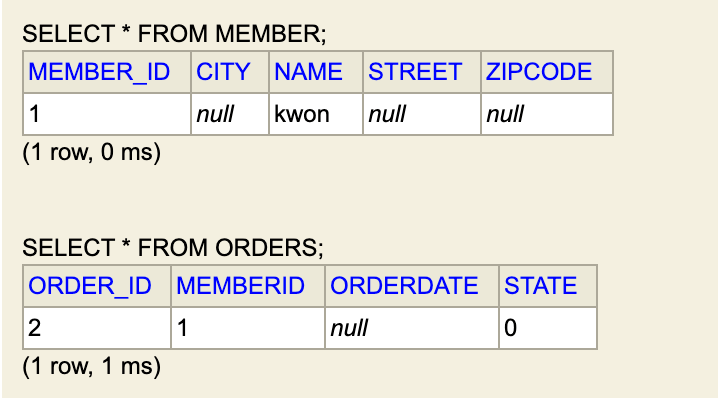 SELECT * FROM MEMBER;
MEMBER_ID CITY NAME STREET ZIPCODE
1 null kwon null null
(1 row, 0 ms)
SELECT * FROM ORDERS;
ORDER_ID MEMBERID ORDERDATE STATE
2 1 null 0
(1 row, 1 ms)